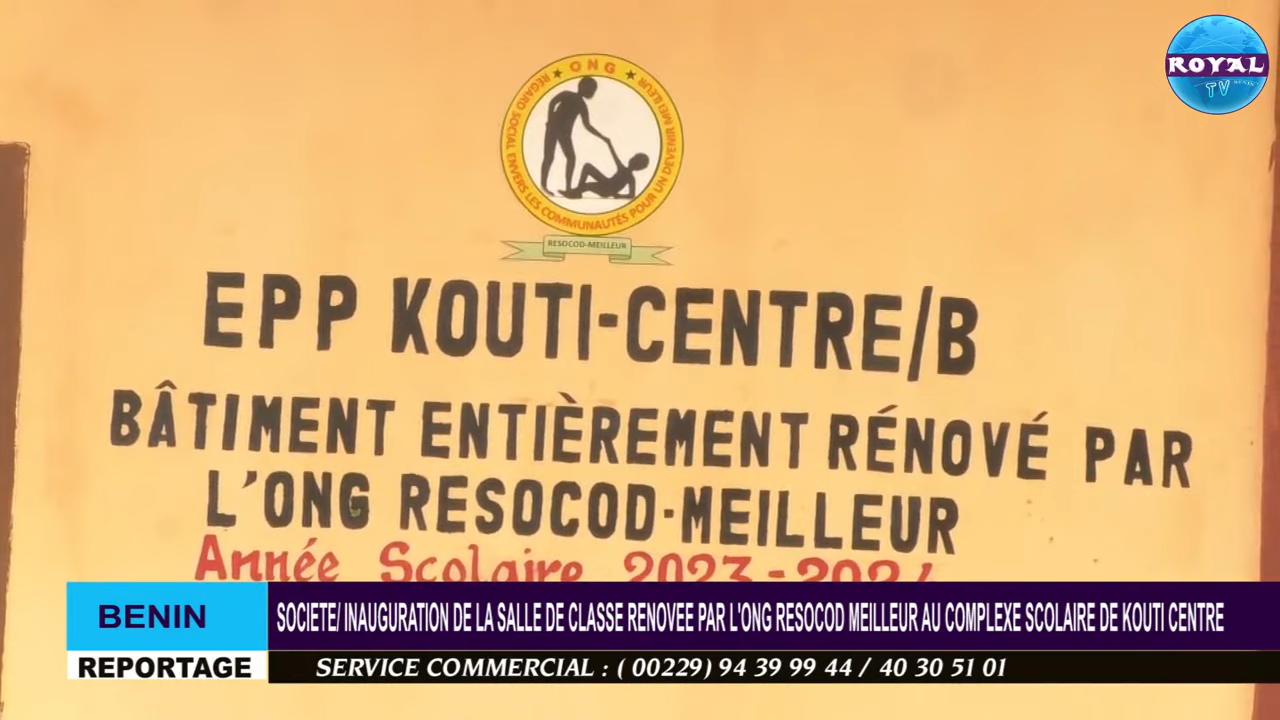 ROYAL
TV
BENIN
★ ONG ★
REGARD SOCIAL ENVERS LES COMMUNAUTÉS POUR UN DEVENIR MEILLEUR
RESOCOD-MEILLEUR
EPP KOUTI-CENTRE/B
BÂTIMENT ENTIÈREMENT RÉNOVÉ PAR
L'ONG RESOCOD-MEILLEUR
Année Scolaire 2023-2024
BENIN
SOCIETE/ INAUGURATION DE LA SALLE DE CLASSE RENOVEE PAR L'ONG RESOCOD MEILLEUR AU COMPLEXE SCOLAIRE DE KOUTI CENTRE
REPORTAGE
SERVICE COMMERCIAL : ( 00229) 94 39 99 44 / 40 30 51 01